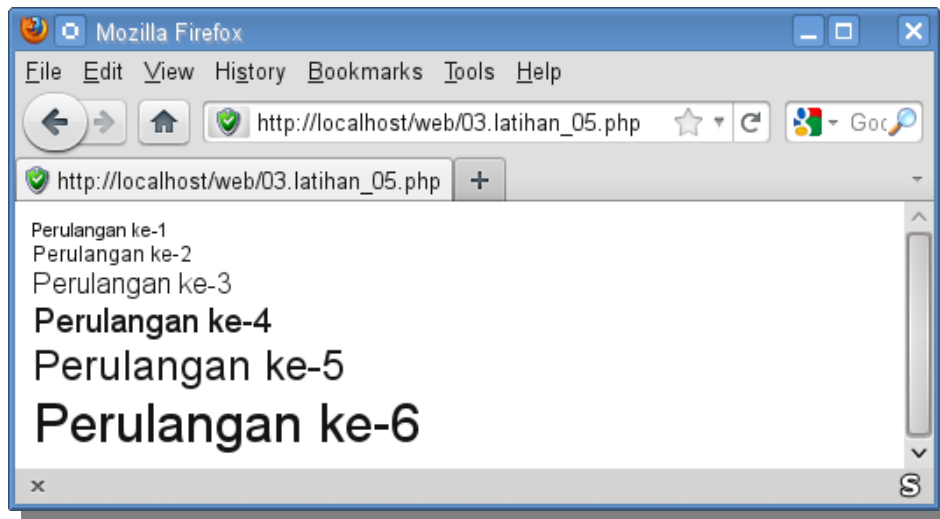 Mozilla Firefox
File Edit View History Bookmarks Tools Help
http://localhost/web/03.latihan_05.php
http://localhost/web/03.latihan_05.php
Perulangan ke-1
Perulangan ke-2
Perulangan ke-3
Perulangan ke-4
Perulangan ke-5
Perulangan ke-6
S